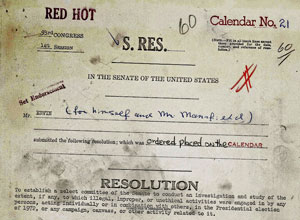 RED HOT
60
Calendar No. 21
93rd CONGRESS
1st SESSION
S. RES.
60
IN THE SENATE OF THE UNITED STATES
Mr. ERVIN (for himself and Mr. Mansfield)
submitted the following resolution; which was ordered placed on the CALENDAR
RESOLUTION
To establish a select committee of the Senate to conduct an investigation and study of the
extent, if any, to which illegal, improper, or unethical activities were engaged in by any
persons, acting individually or in combination with others, in the Presidential election
of 1972, or any campaign, canvass, or other activity related to it.